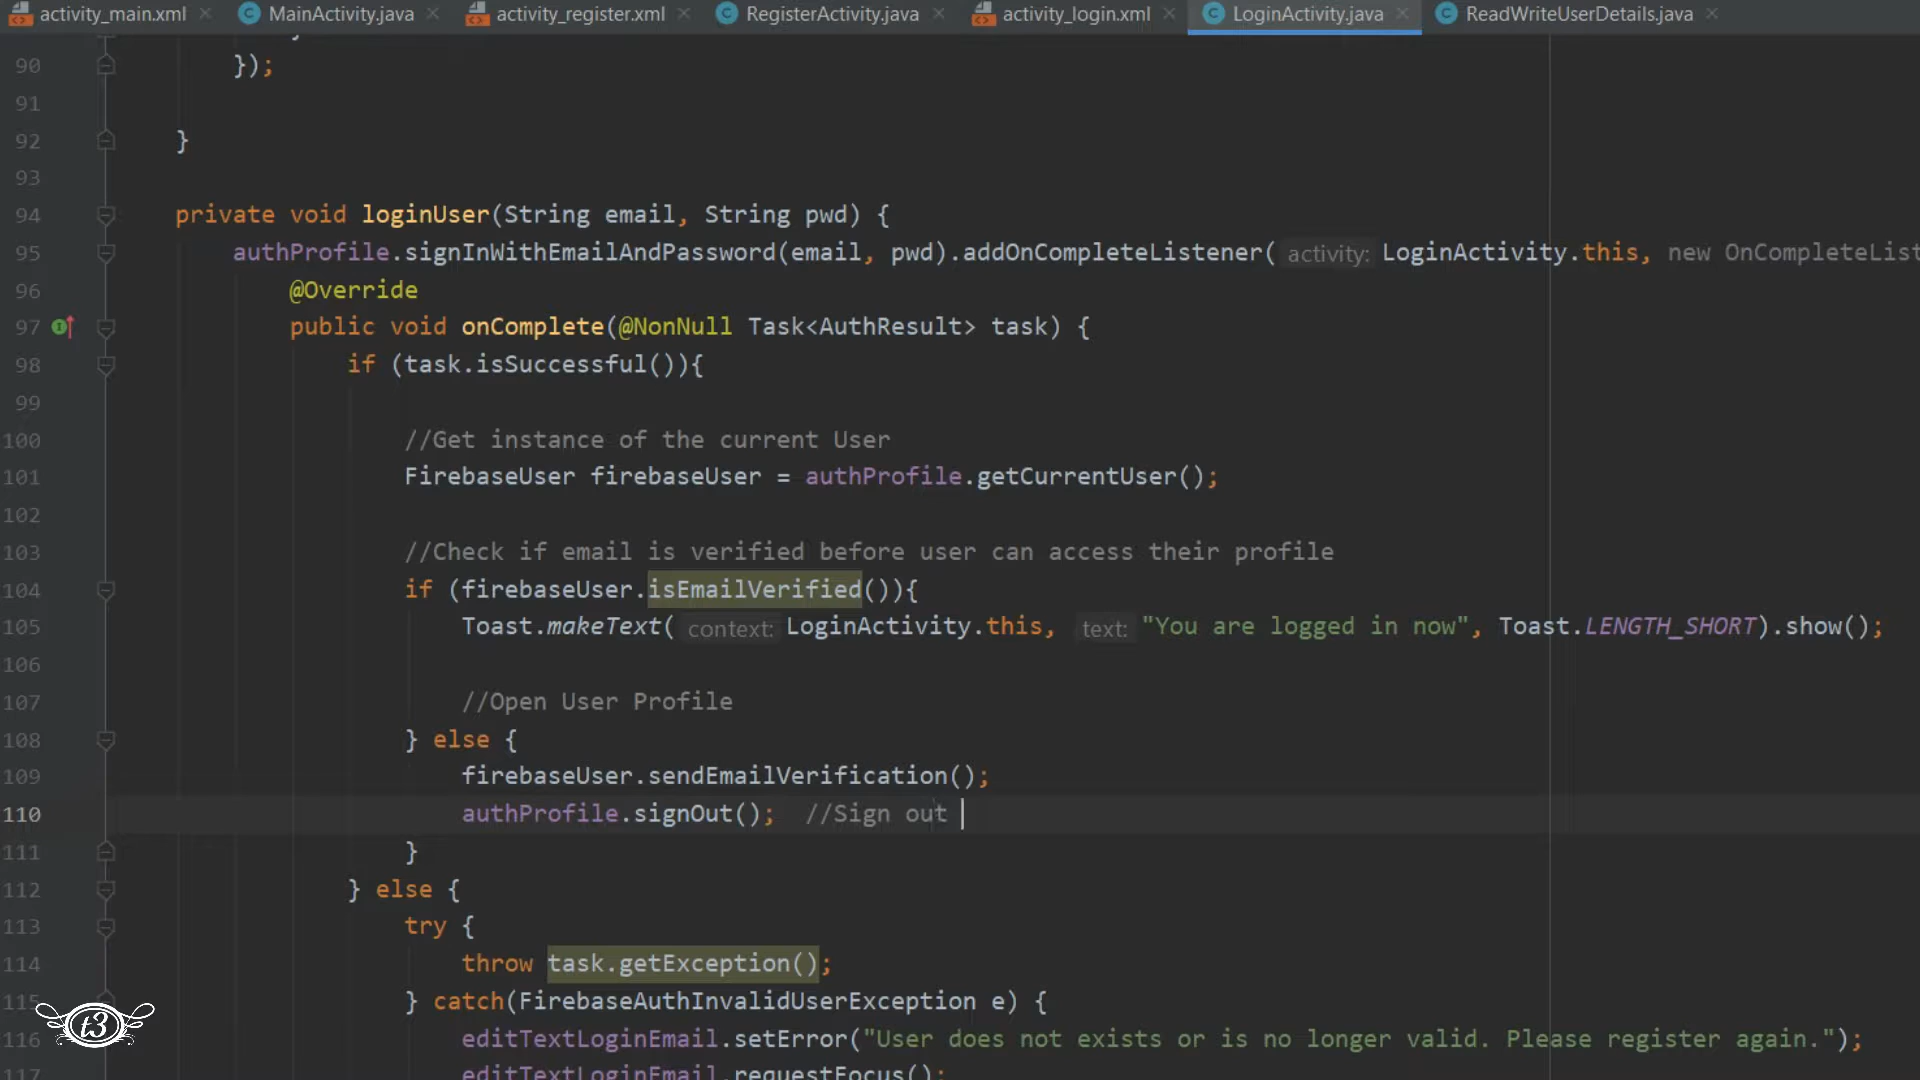 activity_main.xml MainActivity.java activity_register.xml RegisterActivity.java activity_login.xml LoginActivity.java ReadWriteUserDetails.java
90 });
91
92 }
93
94 private void loginUser(String email, String pwd) {
95 authProfile.signInWithEmailAndPassword(email, pwd).addOnCompleteListener( activity: LoginActivity.this, new OnCompleteList
96 @Override
97 public void onComplete(@NonNull Task<AuthResult> task) {
98 if (task.isSuccessful()){
99
100 //Get instance of the current User
101 FirebaseUser firebaseUser = authProfile.getCurrentUser();
102
103 //Check if email is verified before user can access their profile
104 if (firebaseUser.isEmailVerified()){
105 Toast.makeText( context: LoginActivity.this, text: "You are logged in now", Toast.LENGTH_SHORT).show();
106
107 //Open User Profile
108 } else {
109 firebaseUser.sendEmailVerification();
110 authProfile.signOut(); //Sign out
111 }
112 } else {
113 try {
114 throw task.getException();
115 } catch(FirebaseAuthInvalidUserException e) {
116 editTextLoginEmail.setError("User does not exists or is no longer valid. Please register again.");
117 editTextLoginEmail.requestFocus();
t3